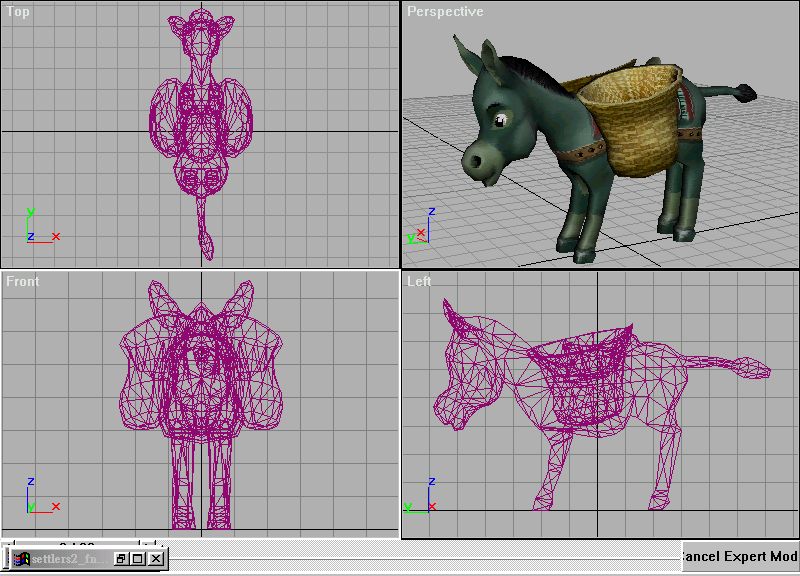 Top
Perspective
y
z x
z
x
y
Front
Left
z
y x
z
y x
settlers2_fn...
ancel Expert Mod